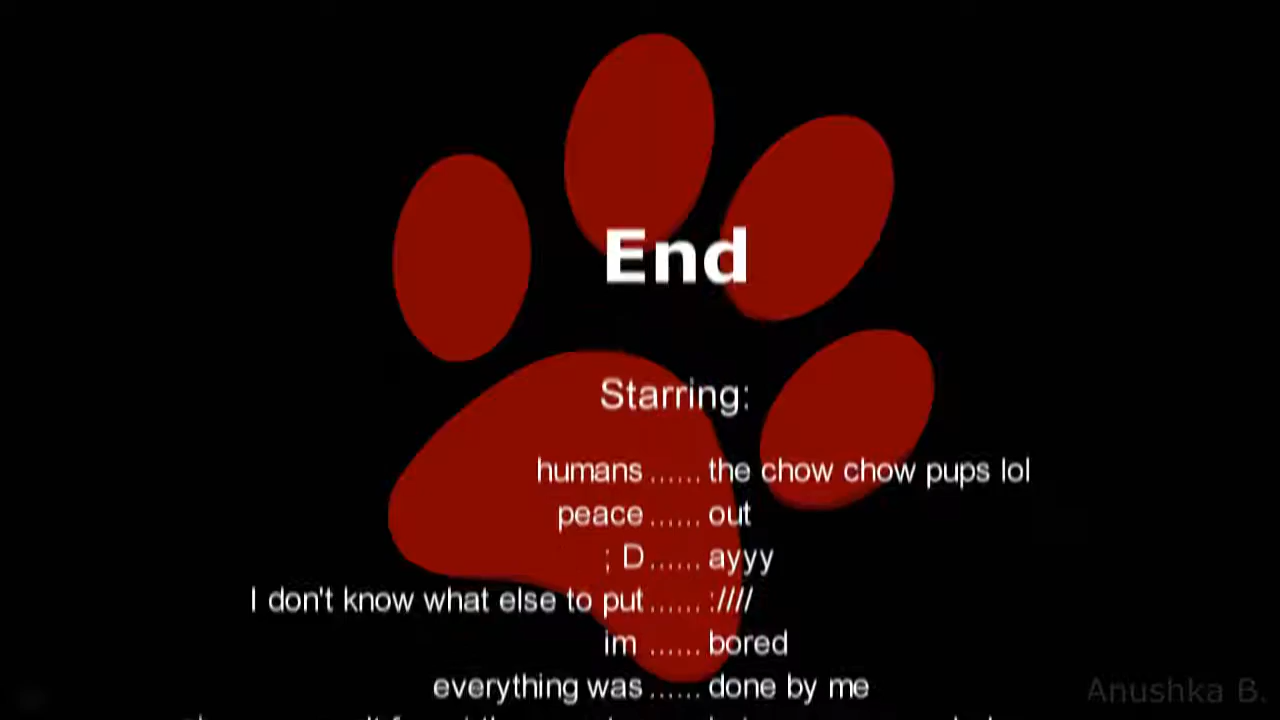 End
Starring:
humans ...... the chow chow pups lol
peace ...... out
; D ...... ayyy
I don't know what else to put ...... :////
im ...... bored
everything was ...... done by me
Anushka B.